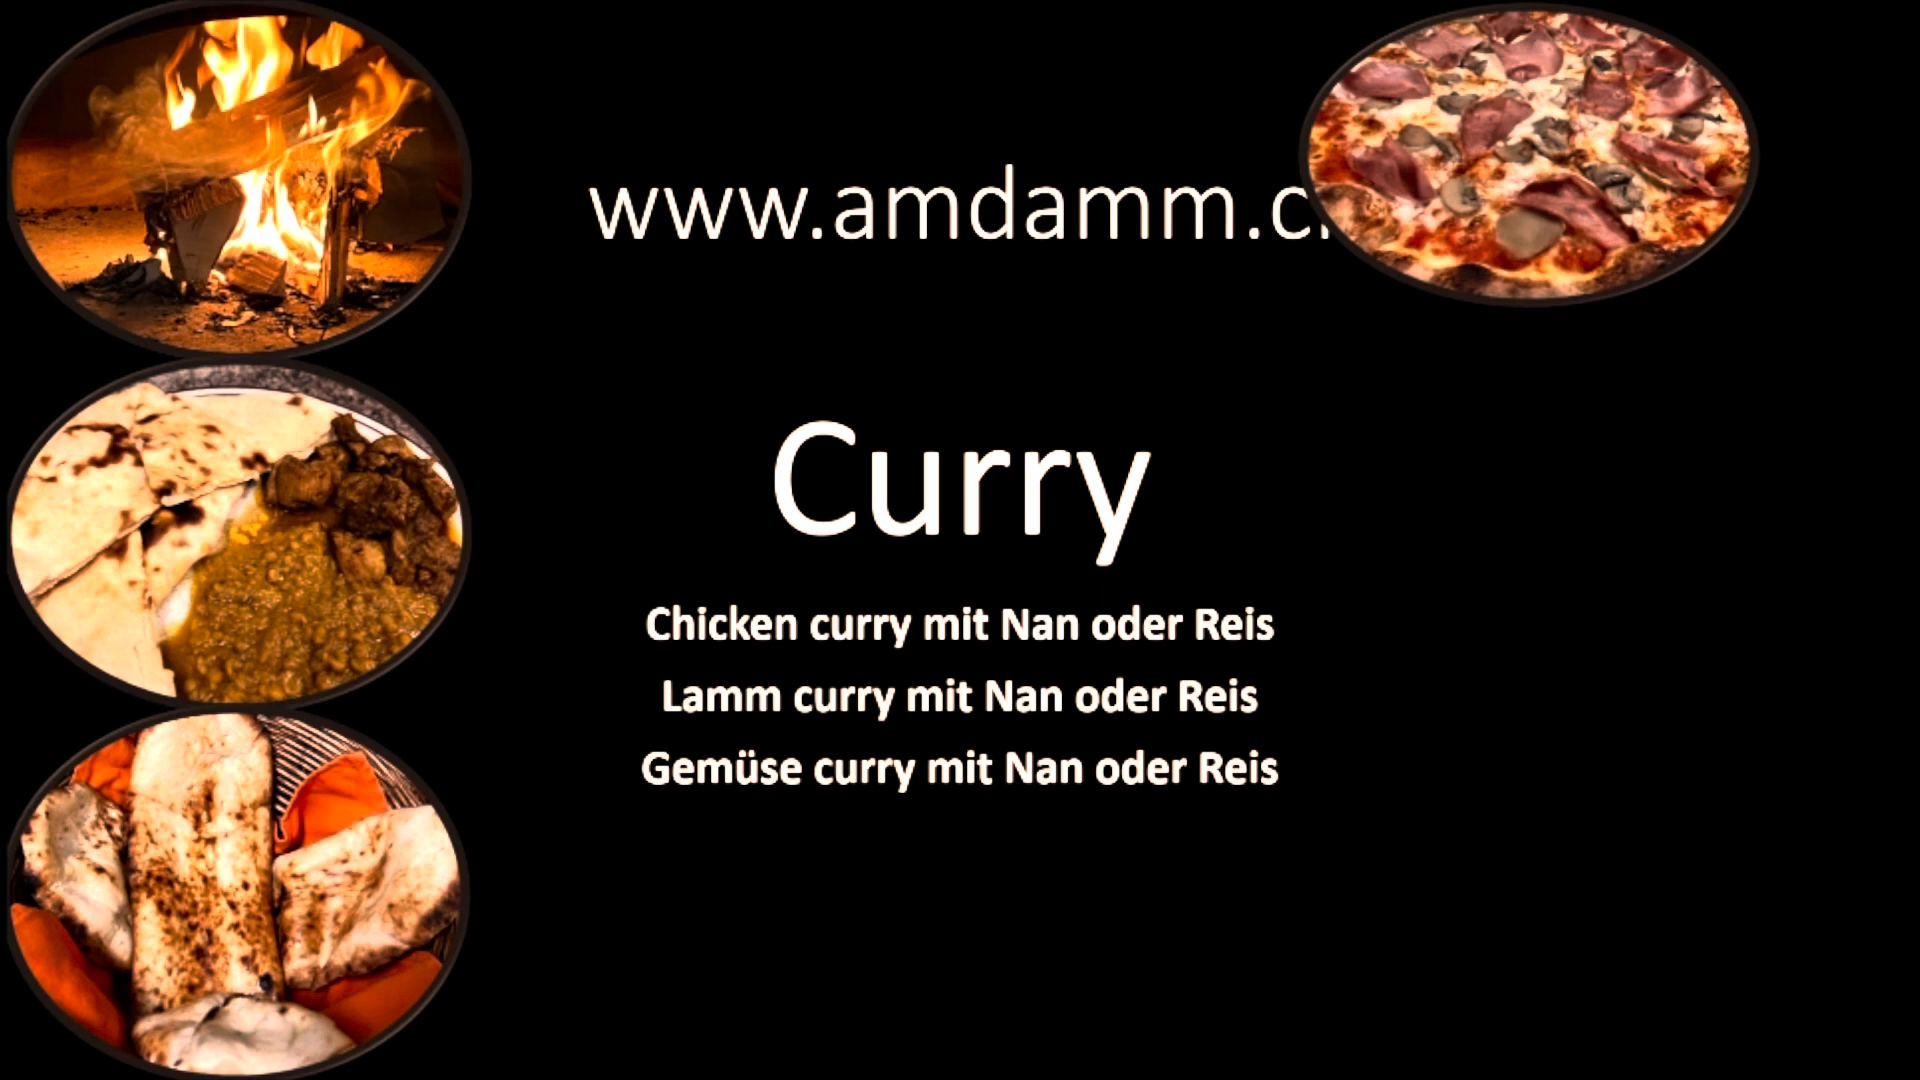 www.amdamm.c
Curry
Chicken curry mit Nan oder Reis
Lamm curry mit Nan oder Reis
Gemüse curry mit Nan oder Reis